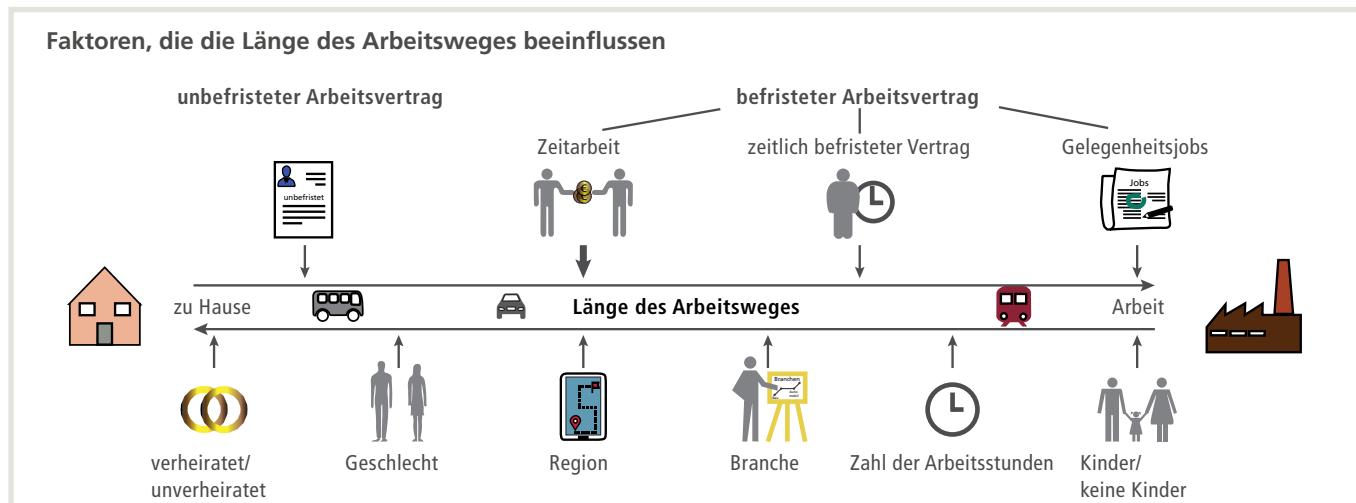 Faktoren, die die Länge des Arbeitsweges beeinflussen
unbefristeter Arbeitsvertrag
befristeter Arbeitsvertrag
Zeitarbeit
zeitlich befristeter Vertrag
Gelegenheitsjobs
unbefristet
Jobs
zu Hause
Länge des Arbeitsweges
Arbeit
Branchen
verheiratet/
unverheiratet
Geschlecht
Region
Branche
Zahl der Arbeitsstunden
Kinder/
keine Kinder